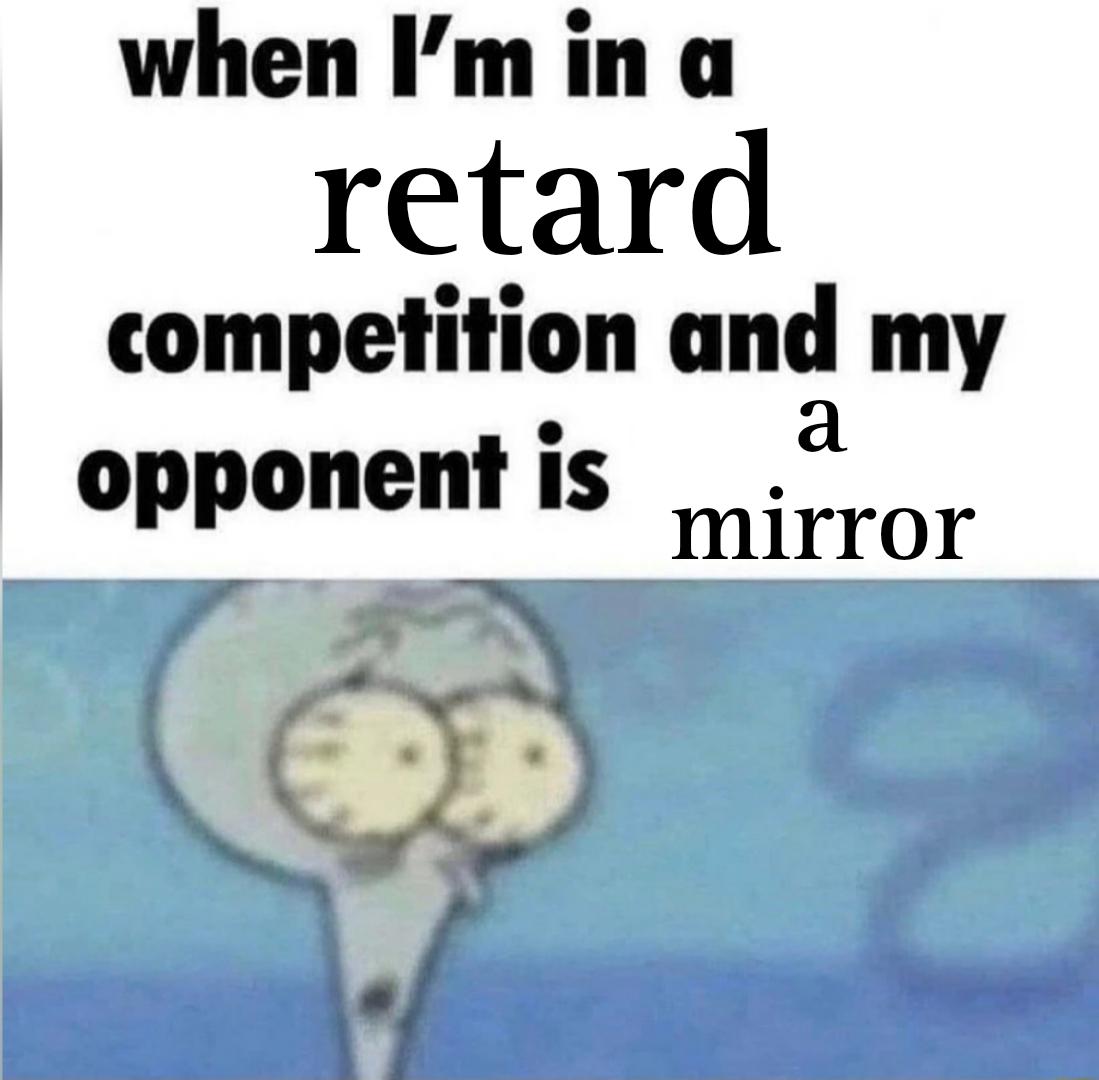 when I'm in a
retard
competition and my
opponent is a
mirror